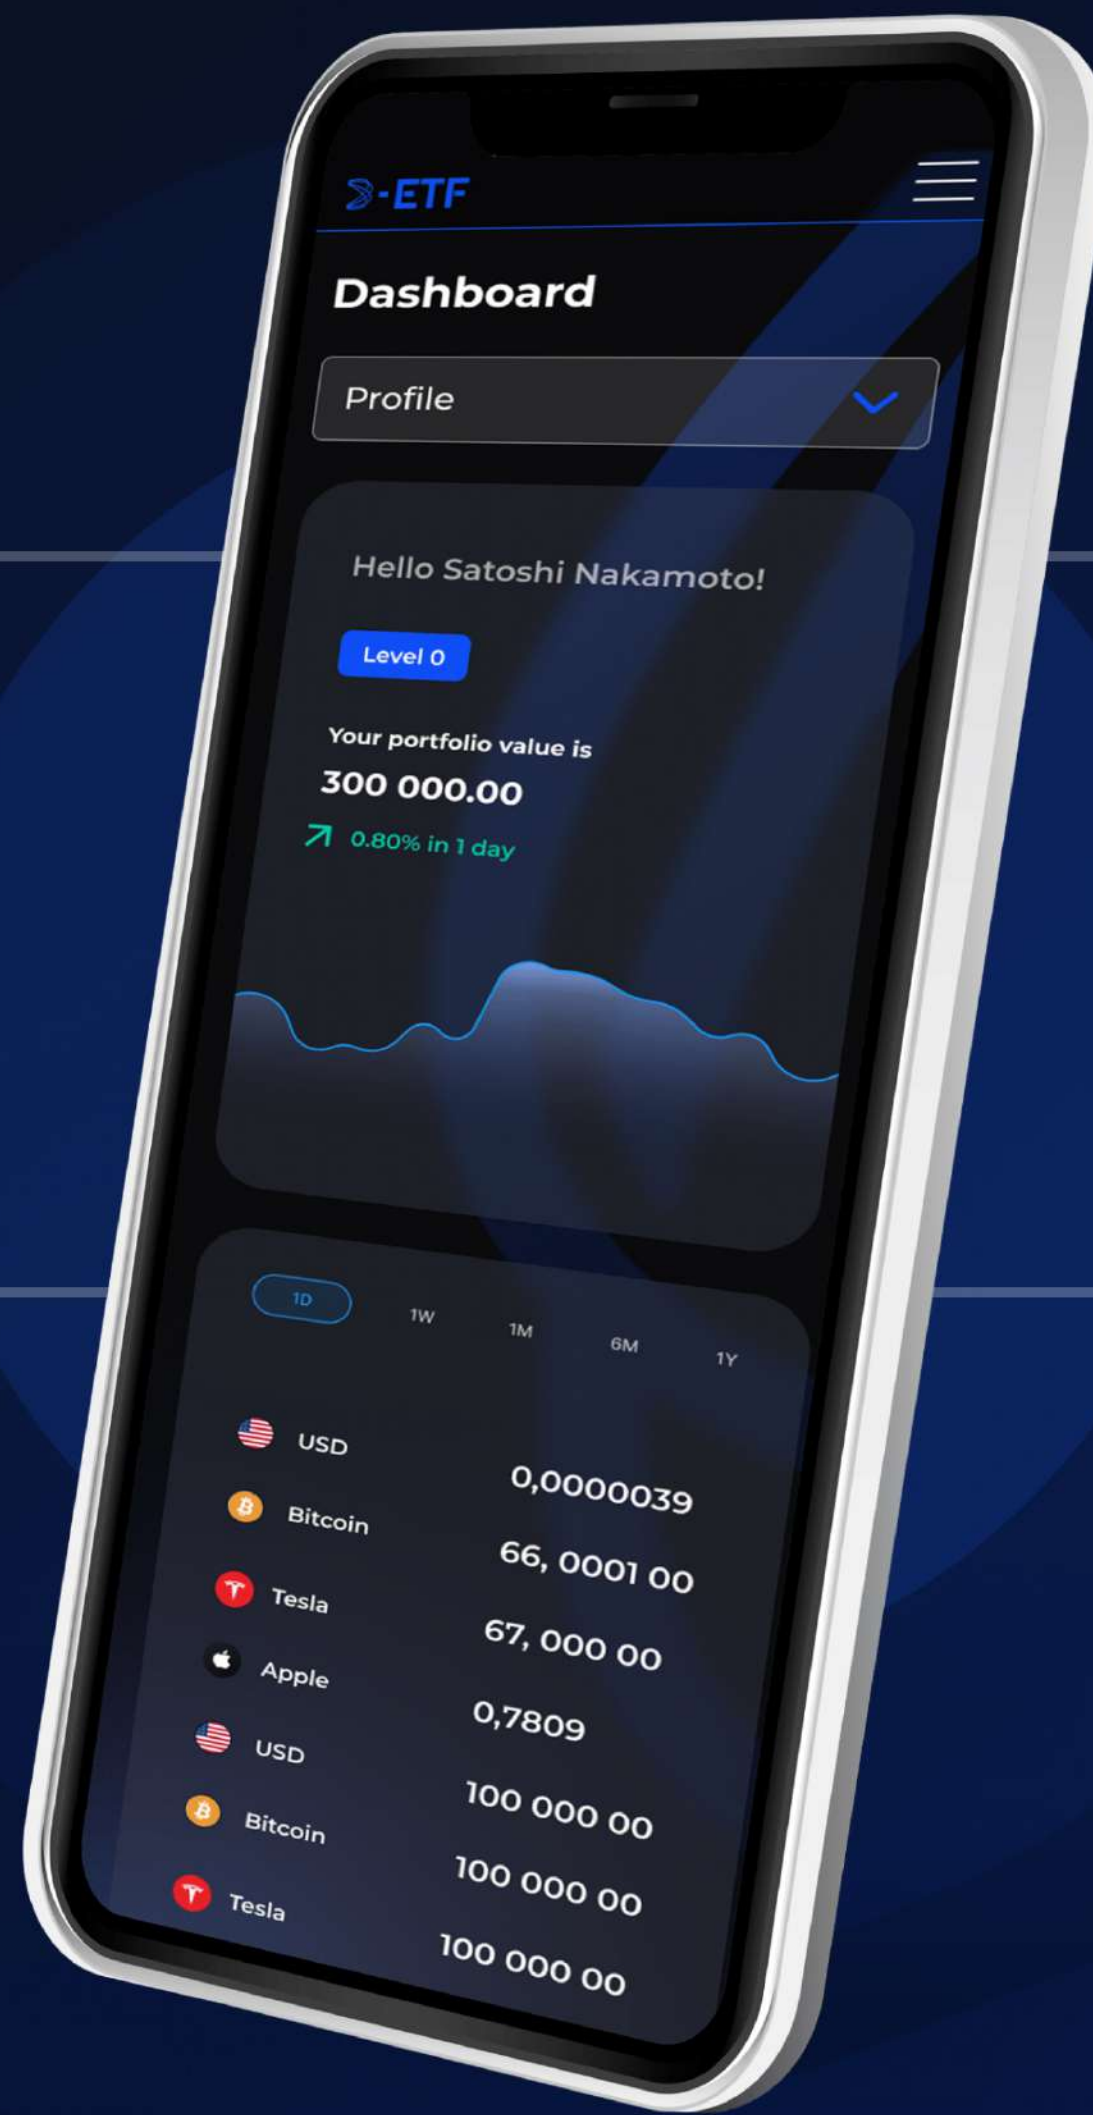 -ETF
Dashboard
Profile
Hello Satoshi Nakamoto!
Level 0
Your portfolio value is
300 000.00
0.80% in 1 day
1D 1W 1M 6M 1Y
USD 0,0000039
Bitcoin 66, 0001 00
Tesla 67, 000 00
Apple 0,7809
USD 100 000 00
Bitcoin 100 000 00
Tesla 100 000 00